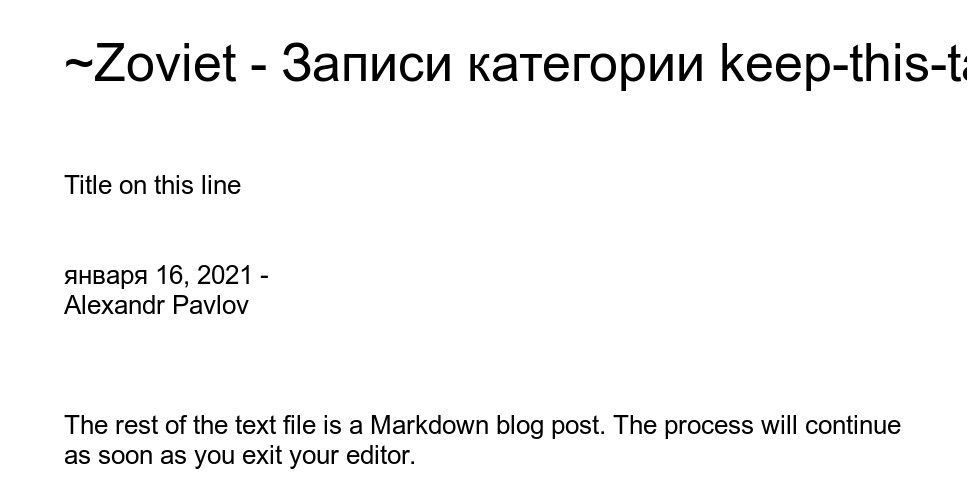 ~Zoviet - Записи категории keep-this-ta
Title on this line
января 16, 2021 -
Alexandr Pavlov
The rest of the text file is a Markdown blog post. The process will continue
as soon as you exit your editor.